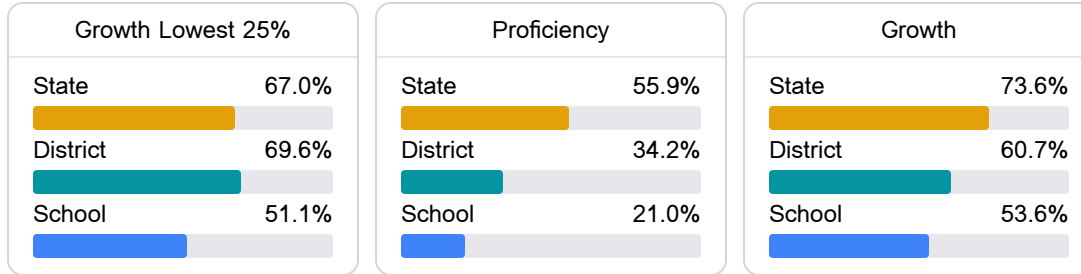 Growth Lowest 25%
State 67.0%
District 69.6%
School 51.1%
Proficiency
State 55.9%
District 34.2%
School 21.0%
Growth
State 73.6%
District 60.7%
School 53.6%